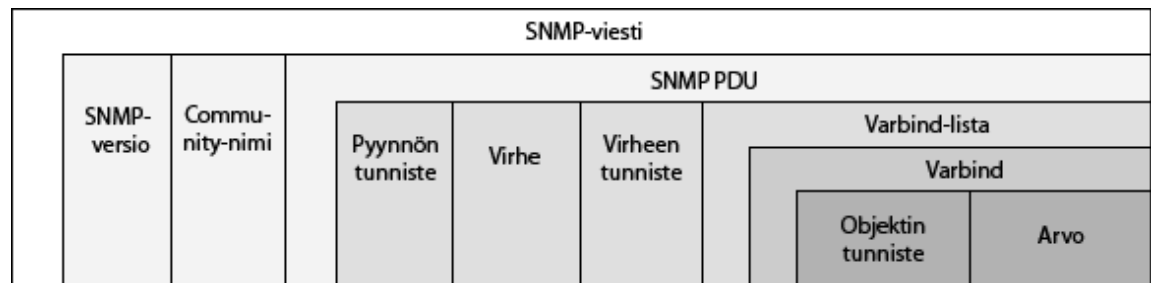 SNMP-viesti
SNMP PDU
SNMP-
versio
Commu-
nity-nimi
Pyynnön
tunniste
Virhe
Virheen
tunniste
Varbind-lista
Varbind
Objektin
tunniste
Arvo